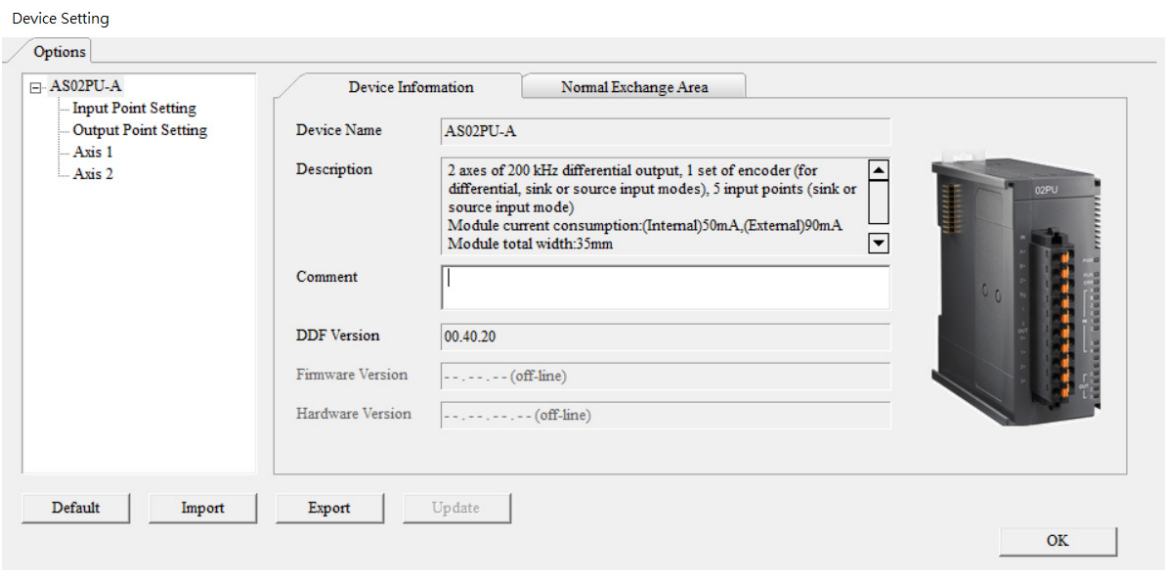 Device Setting
Options
AS02PU-A
Input Point Setting
Output Point Setting
Axis 1
Axis 2
Device Information
Normal Exchange Area
Device Name
AS02PU-A
Description
2 axes of 200 kHz differential output, 1 set of encoder (for
differential, sink or source input modes), 5 input points (sink or
source input mode)
Module current consumption:(Internal)50mA,(External)90mA
Module total width:35mm
Comment
DDF Version
00.40.20
Firmware Version
--.--.-- (off-line)
Hardware Version
--.--.--.-- (off-line)
02PU
Default
Import
Export
Update
OK